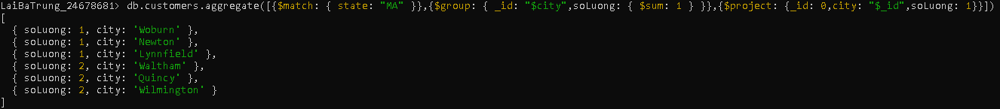 LaiBaTrung_24678681> db.customers.aggregate([{$match: { state: "MA" }},{$group: { _id: "$city",soLuong: { $sum: 1 } }},{$project: {_id: 0,city: "$_id",soLuong: 1}}])
[
  { soLuong: 1, city: 'Woburn' },
  { soLuong: 1, city: 'Newton' },
  { soLuong: 1, city: 'Lynnfield' },
  { soLuong: 2, city: 'Waltham' },
  { soLuong: 2, city: 'Quincy' },
  { soLuong: 2, city: 'Wilmington' }
]